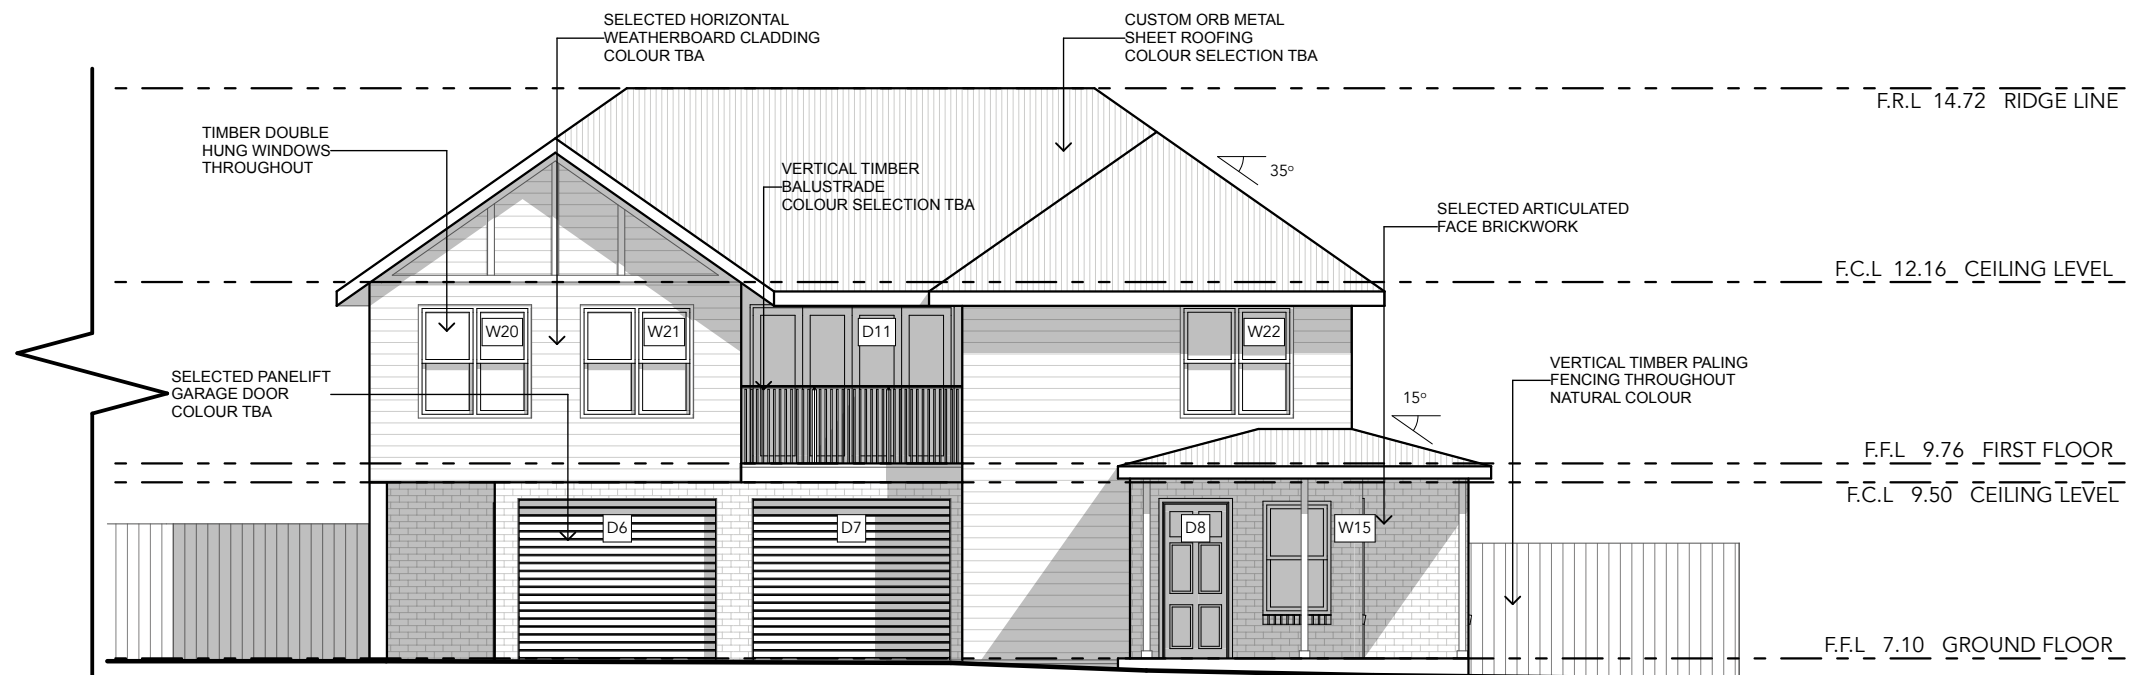 SELECTED HORIZONTAL
WEATHERBOARD CLADDING
COLOUR TBA
CUSTOM ORB METAL
SHEET ROOFING
COLOUR SELECTION TBA
F.R.L 14.72 RIDGE LINE
TIMBER DOUBLE
HUNG WINDOWS
THROUGHOUT
VERTICAL TIMBER
BALUSTRADE
COLOUR SELECTION TBA
35º
SELECTED ARTICULATED
FACE BRICKWORK
F.C.L 12.16 CEILING LEVEL
W20
W21
D11
W22
SELECTED PANELIFT
GARAGE DOOR
COLOUR TBA
VERTICAL TIMBER PALING
FENCING THROUGHOUT
NATURAL COLOUR
15º
F.F.L 9.76 FIRST FLOOR
F.C.L 9.50 CEILING LEVEL
D6
D7
D8
W15
F.F.L 7.10 GROUND FLOOR